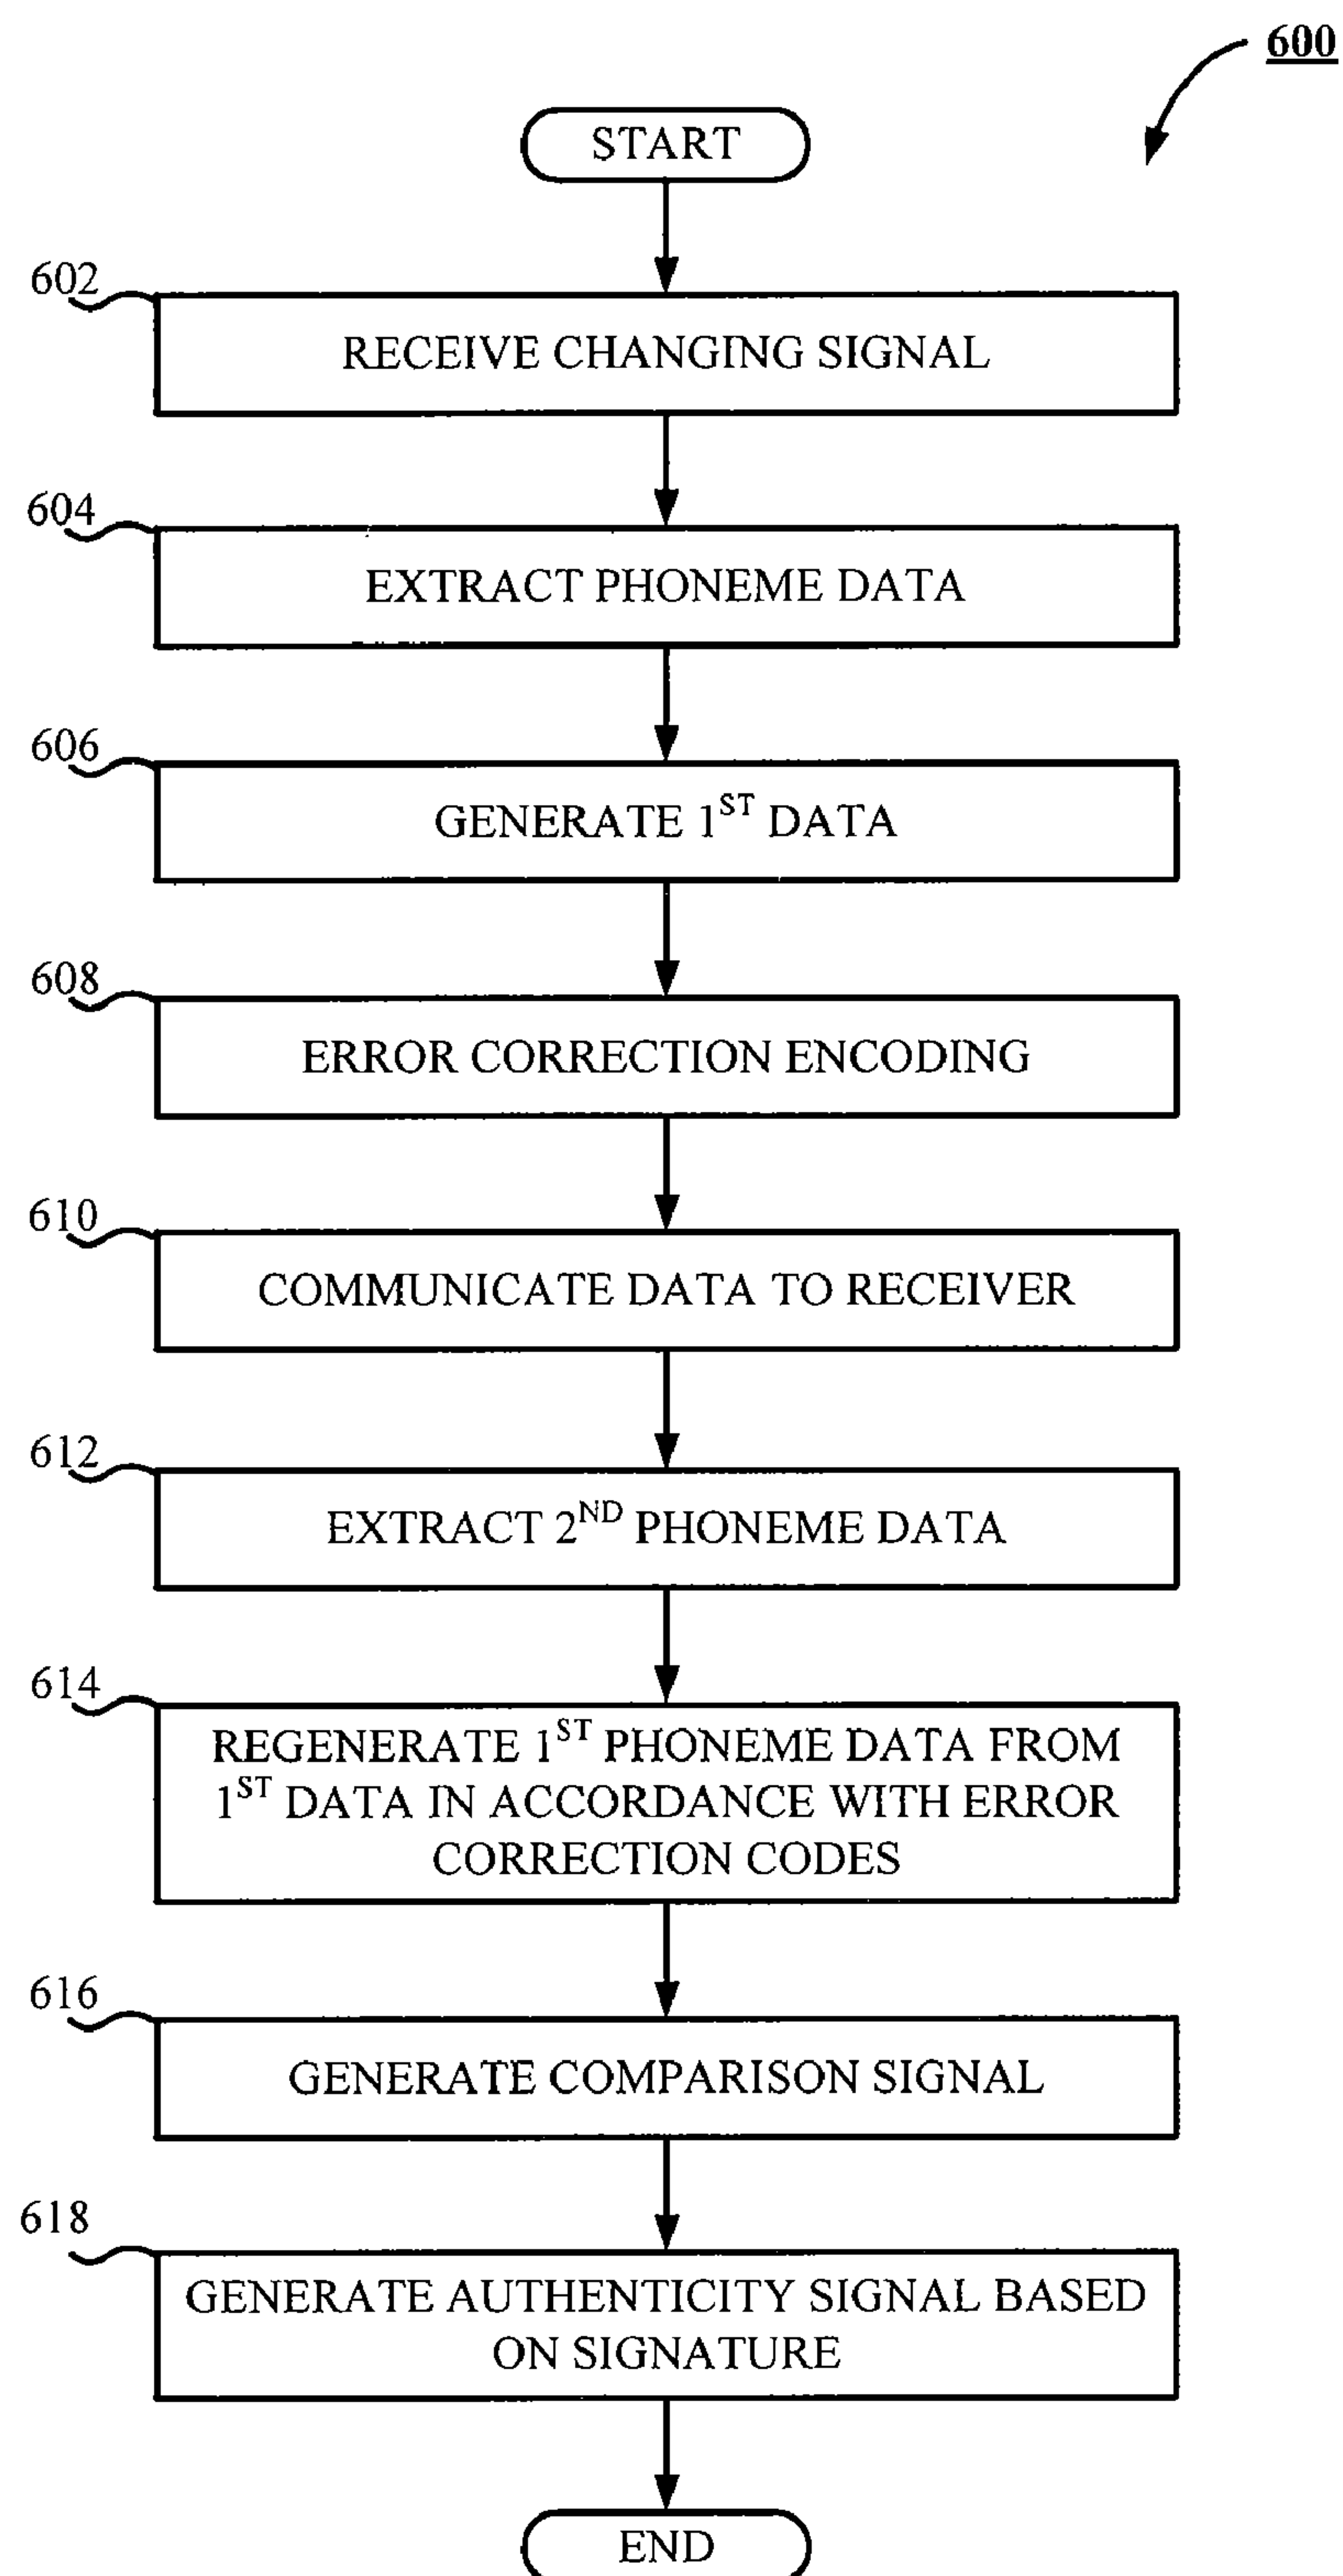 600
START
602
RECEIVE CHANGING SIGNAL
604
EXTRACT PHONEME DATA
606
GENERATE 1ST DATA
608
ERROR CORRECTION ENCODING
610
COMMUNICATE DATA TO RECEIVER
612
EXTRACT 2ND PHONEME DATA
614
REGENERATE 1ST PHONEME DATA FROM
1ST DATA IN ACCORDANCE WITH ERROR
CORRECTION CODES
616
GENERATE COMPARISON SIGNAL
618
GENERATE AUTHENTICITY SIGNAL BASED
ON SIGNATURE
END